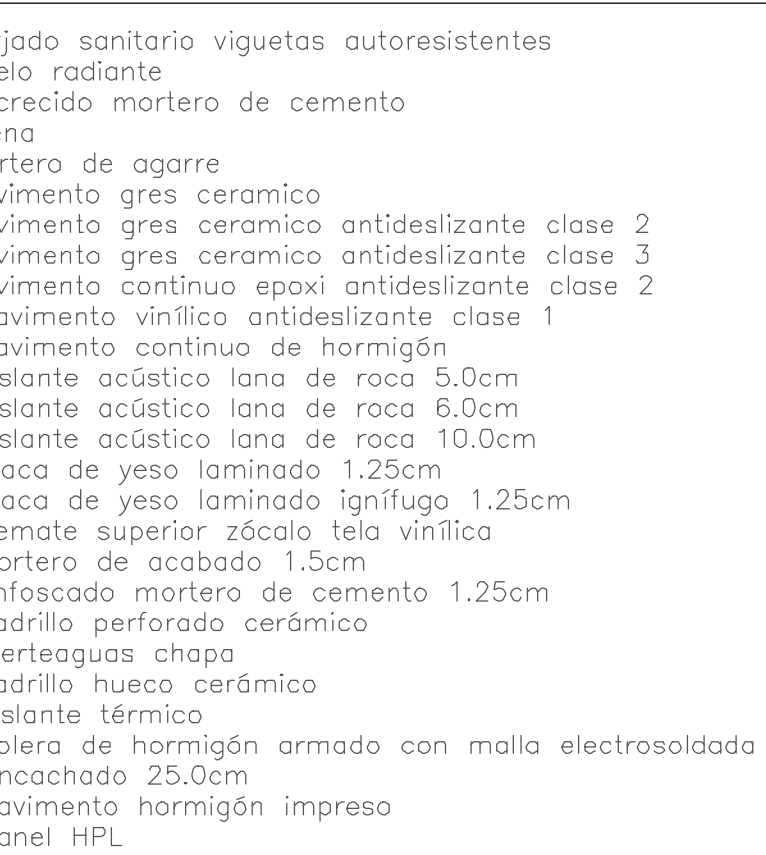 jado sanitario viguetas autoresistentes
elo radiante
crecido mortero de cemento
ena
rtero de agarre
vimento gres ceramico
vimento gres ceramico antideslizante clase 2
vimento gres ceramico antideslizante clase 3
vimento continuo epoxi antideslizante clase 2
avimento vinílico antideslizante clase 1
avimento continuo de hormigón
slante acústico lana de roca 5.0cm
slante acústico lana de roca 6.0cm
slante acústico lana de roca 10.0cm
aca de yeso laminado 1.25cm
aca de yeso laminado ignífugo 1.25cm
emate superior zócalo tela vinílica
ortero de acabado 1.5cm
nfoscado mortero de cemento 1.25cm
adrillo perforado cerámico
erteaguas chapa
adrillo hueco cerámico
slante térmico
olera de hormigón armado con malla electrosoldada
ncachado 25.0cm
avimento hormigón impreso
anel HPL